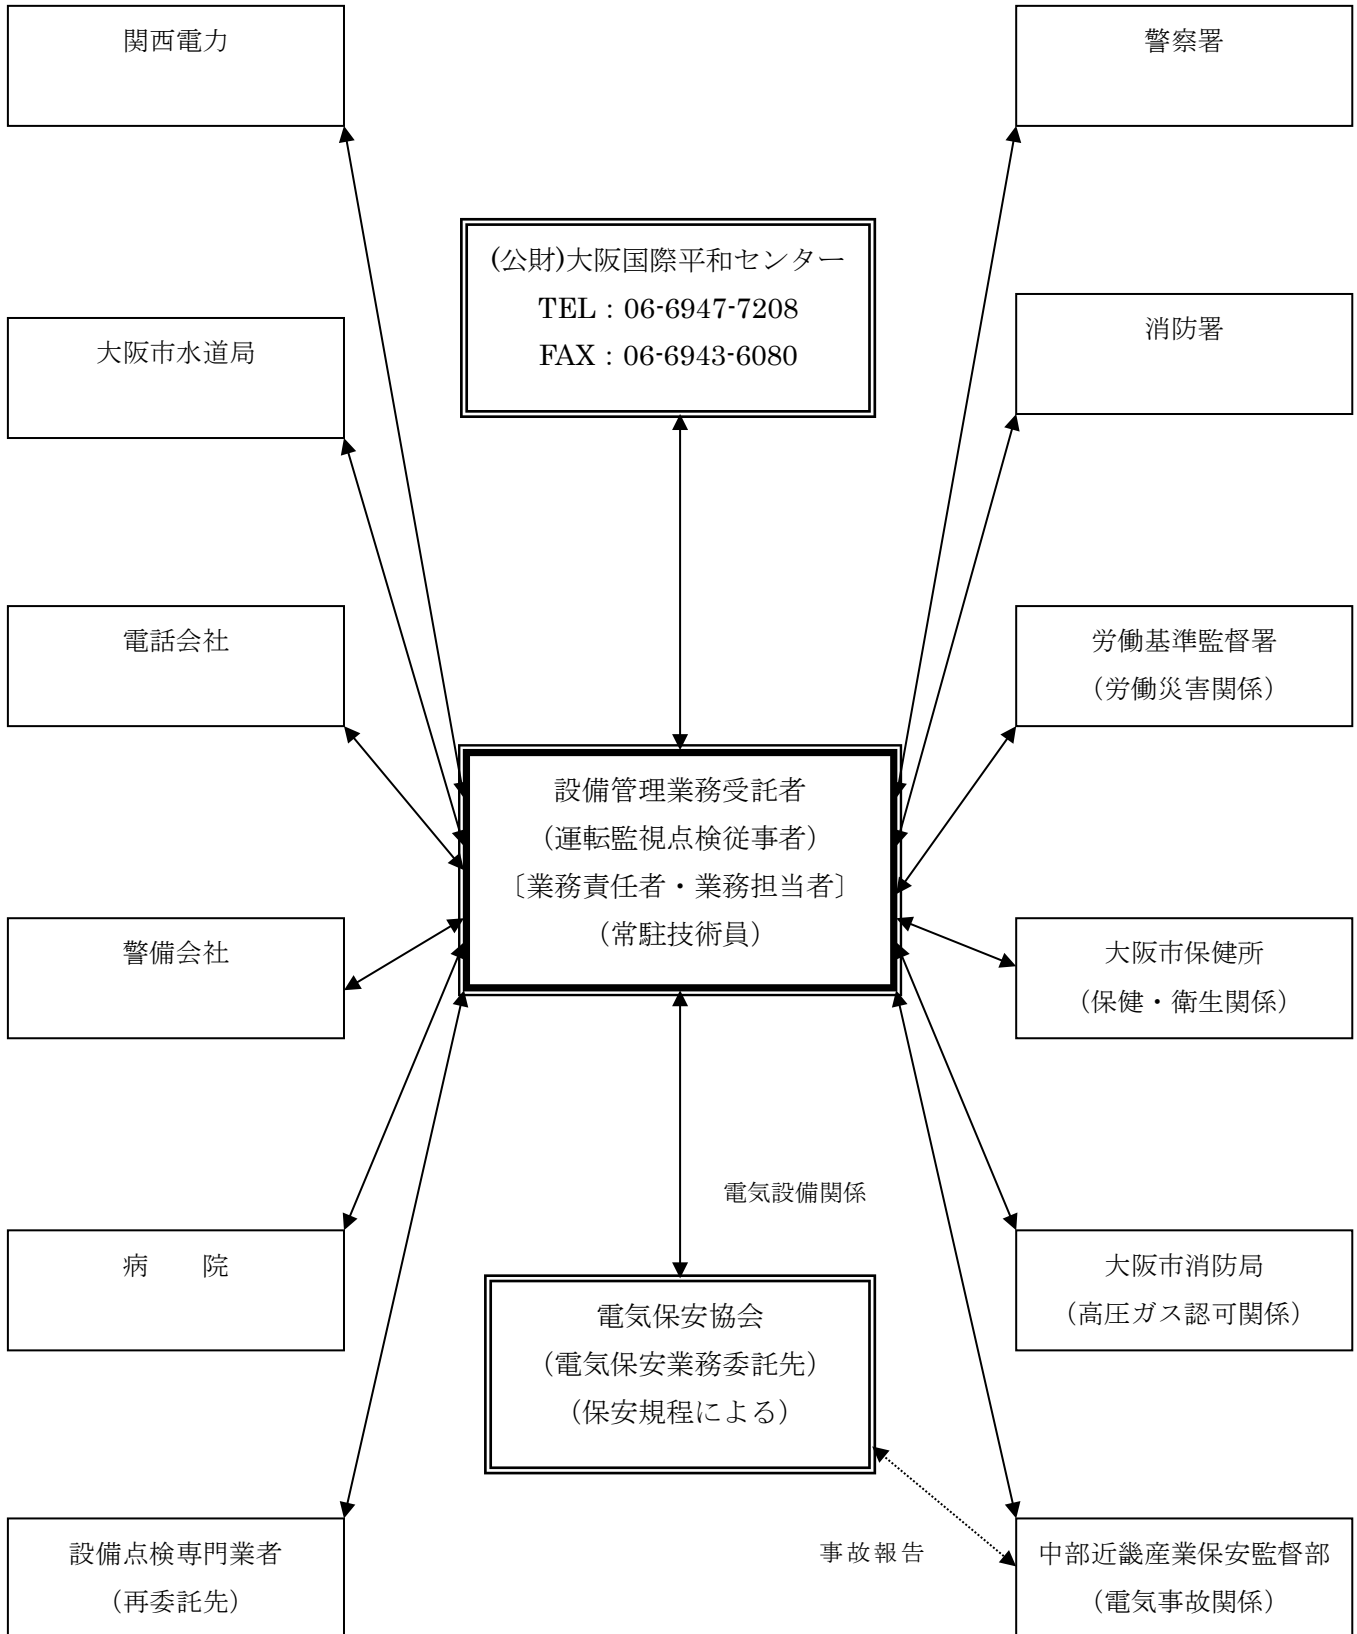 関西電力
警察署
(公財)大阪国際平和センター
TEL：06-6947-7208
FAX：06-6943-6080
大阪市水道局
消防署
電話会社
労働基準監督署
（労働災害関係）
設備管理業務受託者
（運転監視点検従事者）
〔業務責任者・業務担当者〕
（常駐技術員）
警備会社
大阪市保健所
（保健・衛生関係）
電気設備関係
病　　院
大阪市消防局
（高圧ガス認可関係）
電気保安協会
（電気保安業務委託先）
（保安規程による）
設備点検専門業者
（再委託先）
事故報告
中部近畿産業保安監督部
（電気事故関係）